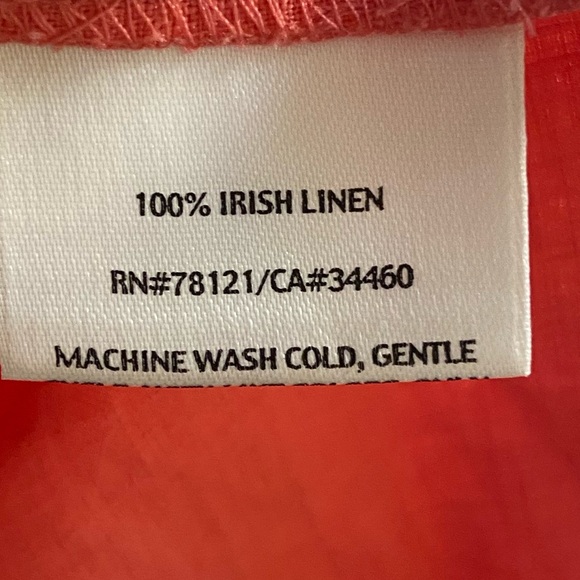 100% IRISH LINEN
RN#78121/CA#34460
MACHINE WASH COLD, GENTLE